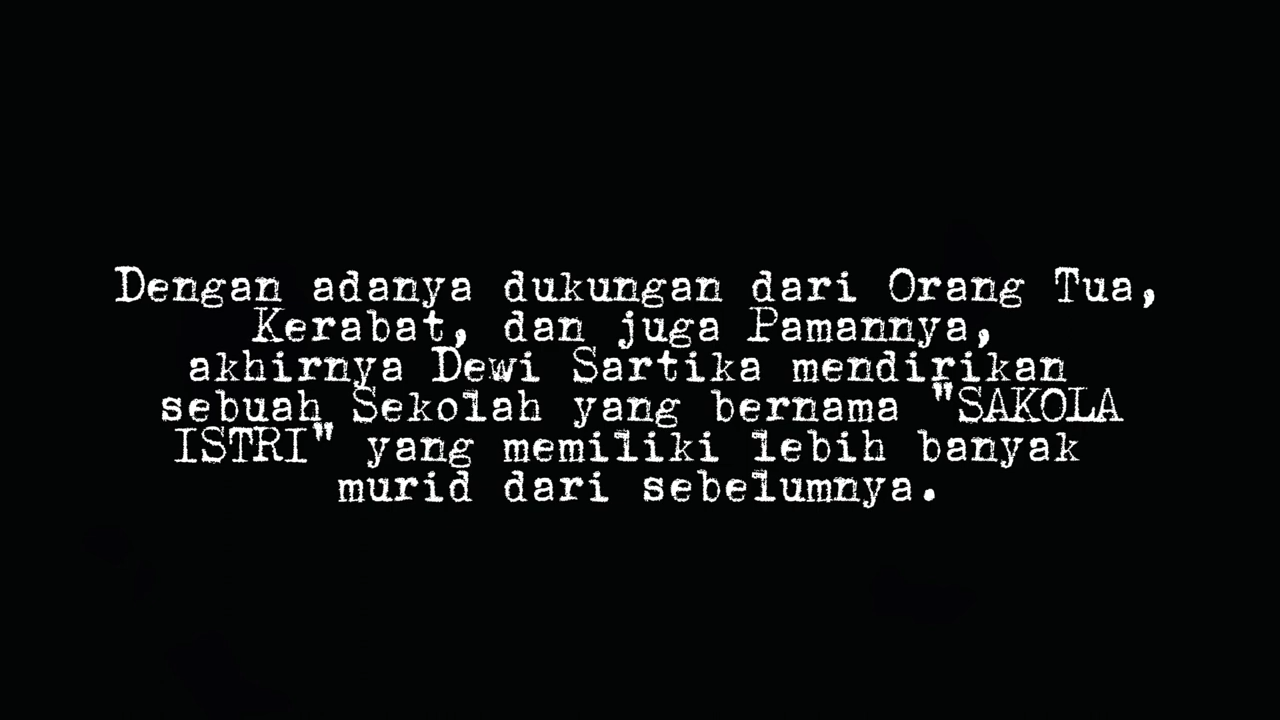 Dengan adanya dukungan dari Orang Tua,
Kerabat, dan juga Pamannya,
akhirnya Dewi Sartika mendirikan
sebuah Sekolah yang bernama "SAKOLA
ISTRI" yang memiliki lebih banyak
murid dari sebelumnya.